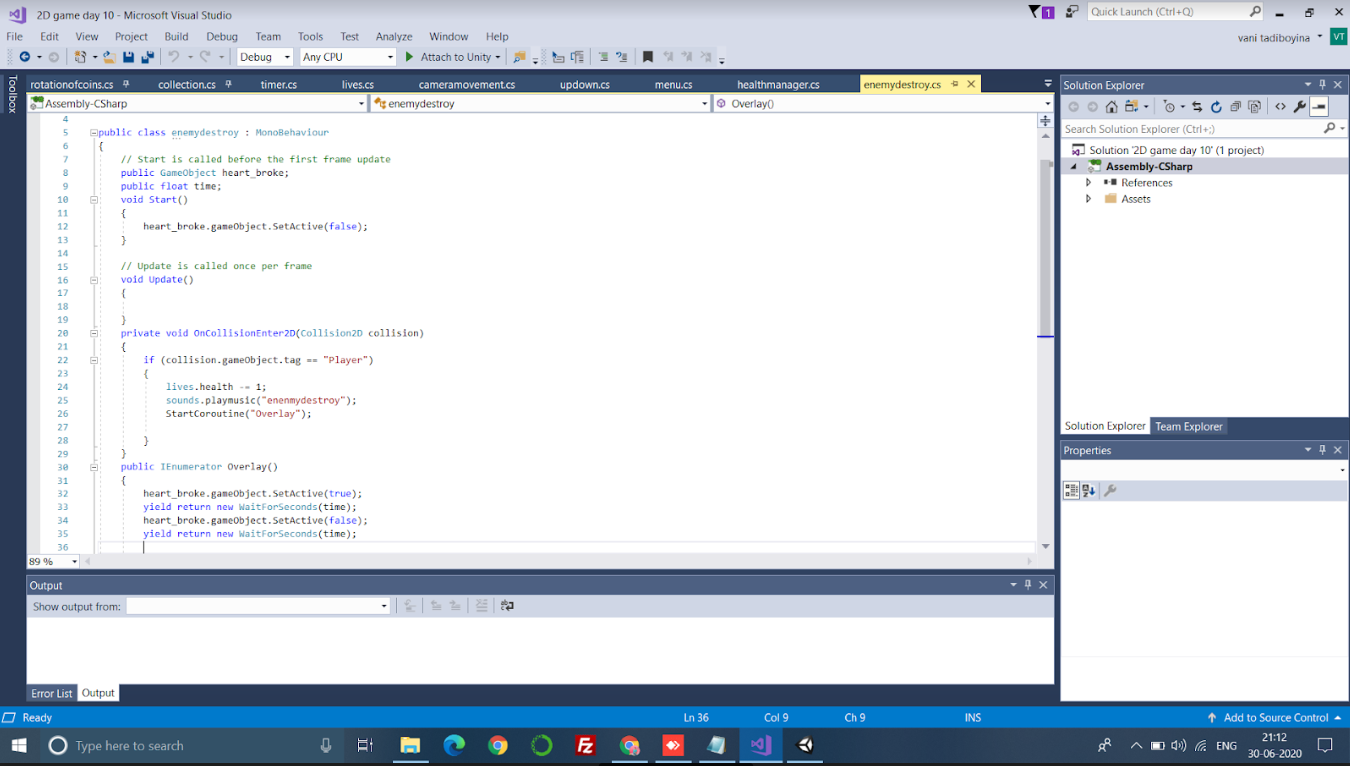 2D game day 10 - Microsoft Visual Studio
1
Quick Launch (Ctrl+Q)
File Edit View Project Build Debug Team Tools Test Analyze Window Help
vani tadiboyina VT
Debug Any CPU Attach to Unity
Toolbox
rotationofcoins.cs collection.cs timer.cs lives.cs cameramovement.cs updown.cs menu.cs healthmanager.cs enemydestroy.cs
Assembly-CSharp enemydestroy Overlay()
4
5 public class enemydestroy : MonoBehaviour
6 {
7 // Start is called before the first frame update
8 public GameObject heart_broke;
9 public float time;
10 void Start()
11 {
12 heart_broke.gameObject.SetActive(false);
13 }
14
15 // Update is called once per frame
16 void Update()
17 {
18
19 }
20 private void OnCollisionEnter2D(Collision2D collision)
21 {
22 if (collision.gameObject.tag == "Player")
23 {
24 lives.health -= 1;
25 sounds.playmusic("enenmydestroy");
26 StartCoroutine("Overlay");
27
28 }
29 }
30 public IEnumerator Overlay()
31 {
32 heart_broke.gameObject.SetActive(true);
33 yield return new WaitForSeconds(time);
34 heart_broke.gameObject.SetActive(false);
35 yield return new WaitForSeconds(time);
36
89 %
Solution Explorer
Search Solution Explorer (Ctrl+;)
Solution '2D game day 10' (1 project)
Assembly-CSharp
References
Assets
Solution Explorer Team Explorer
Properties
Output
Show output from:
Error List Output
Ready Ln 36 Col 9 Ch 9 INS Add to Source Control
Type here to search
ENG
21:12
30-06-2020